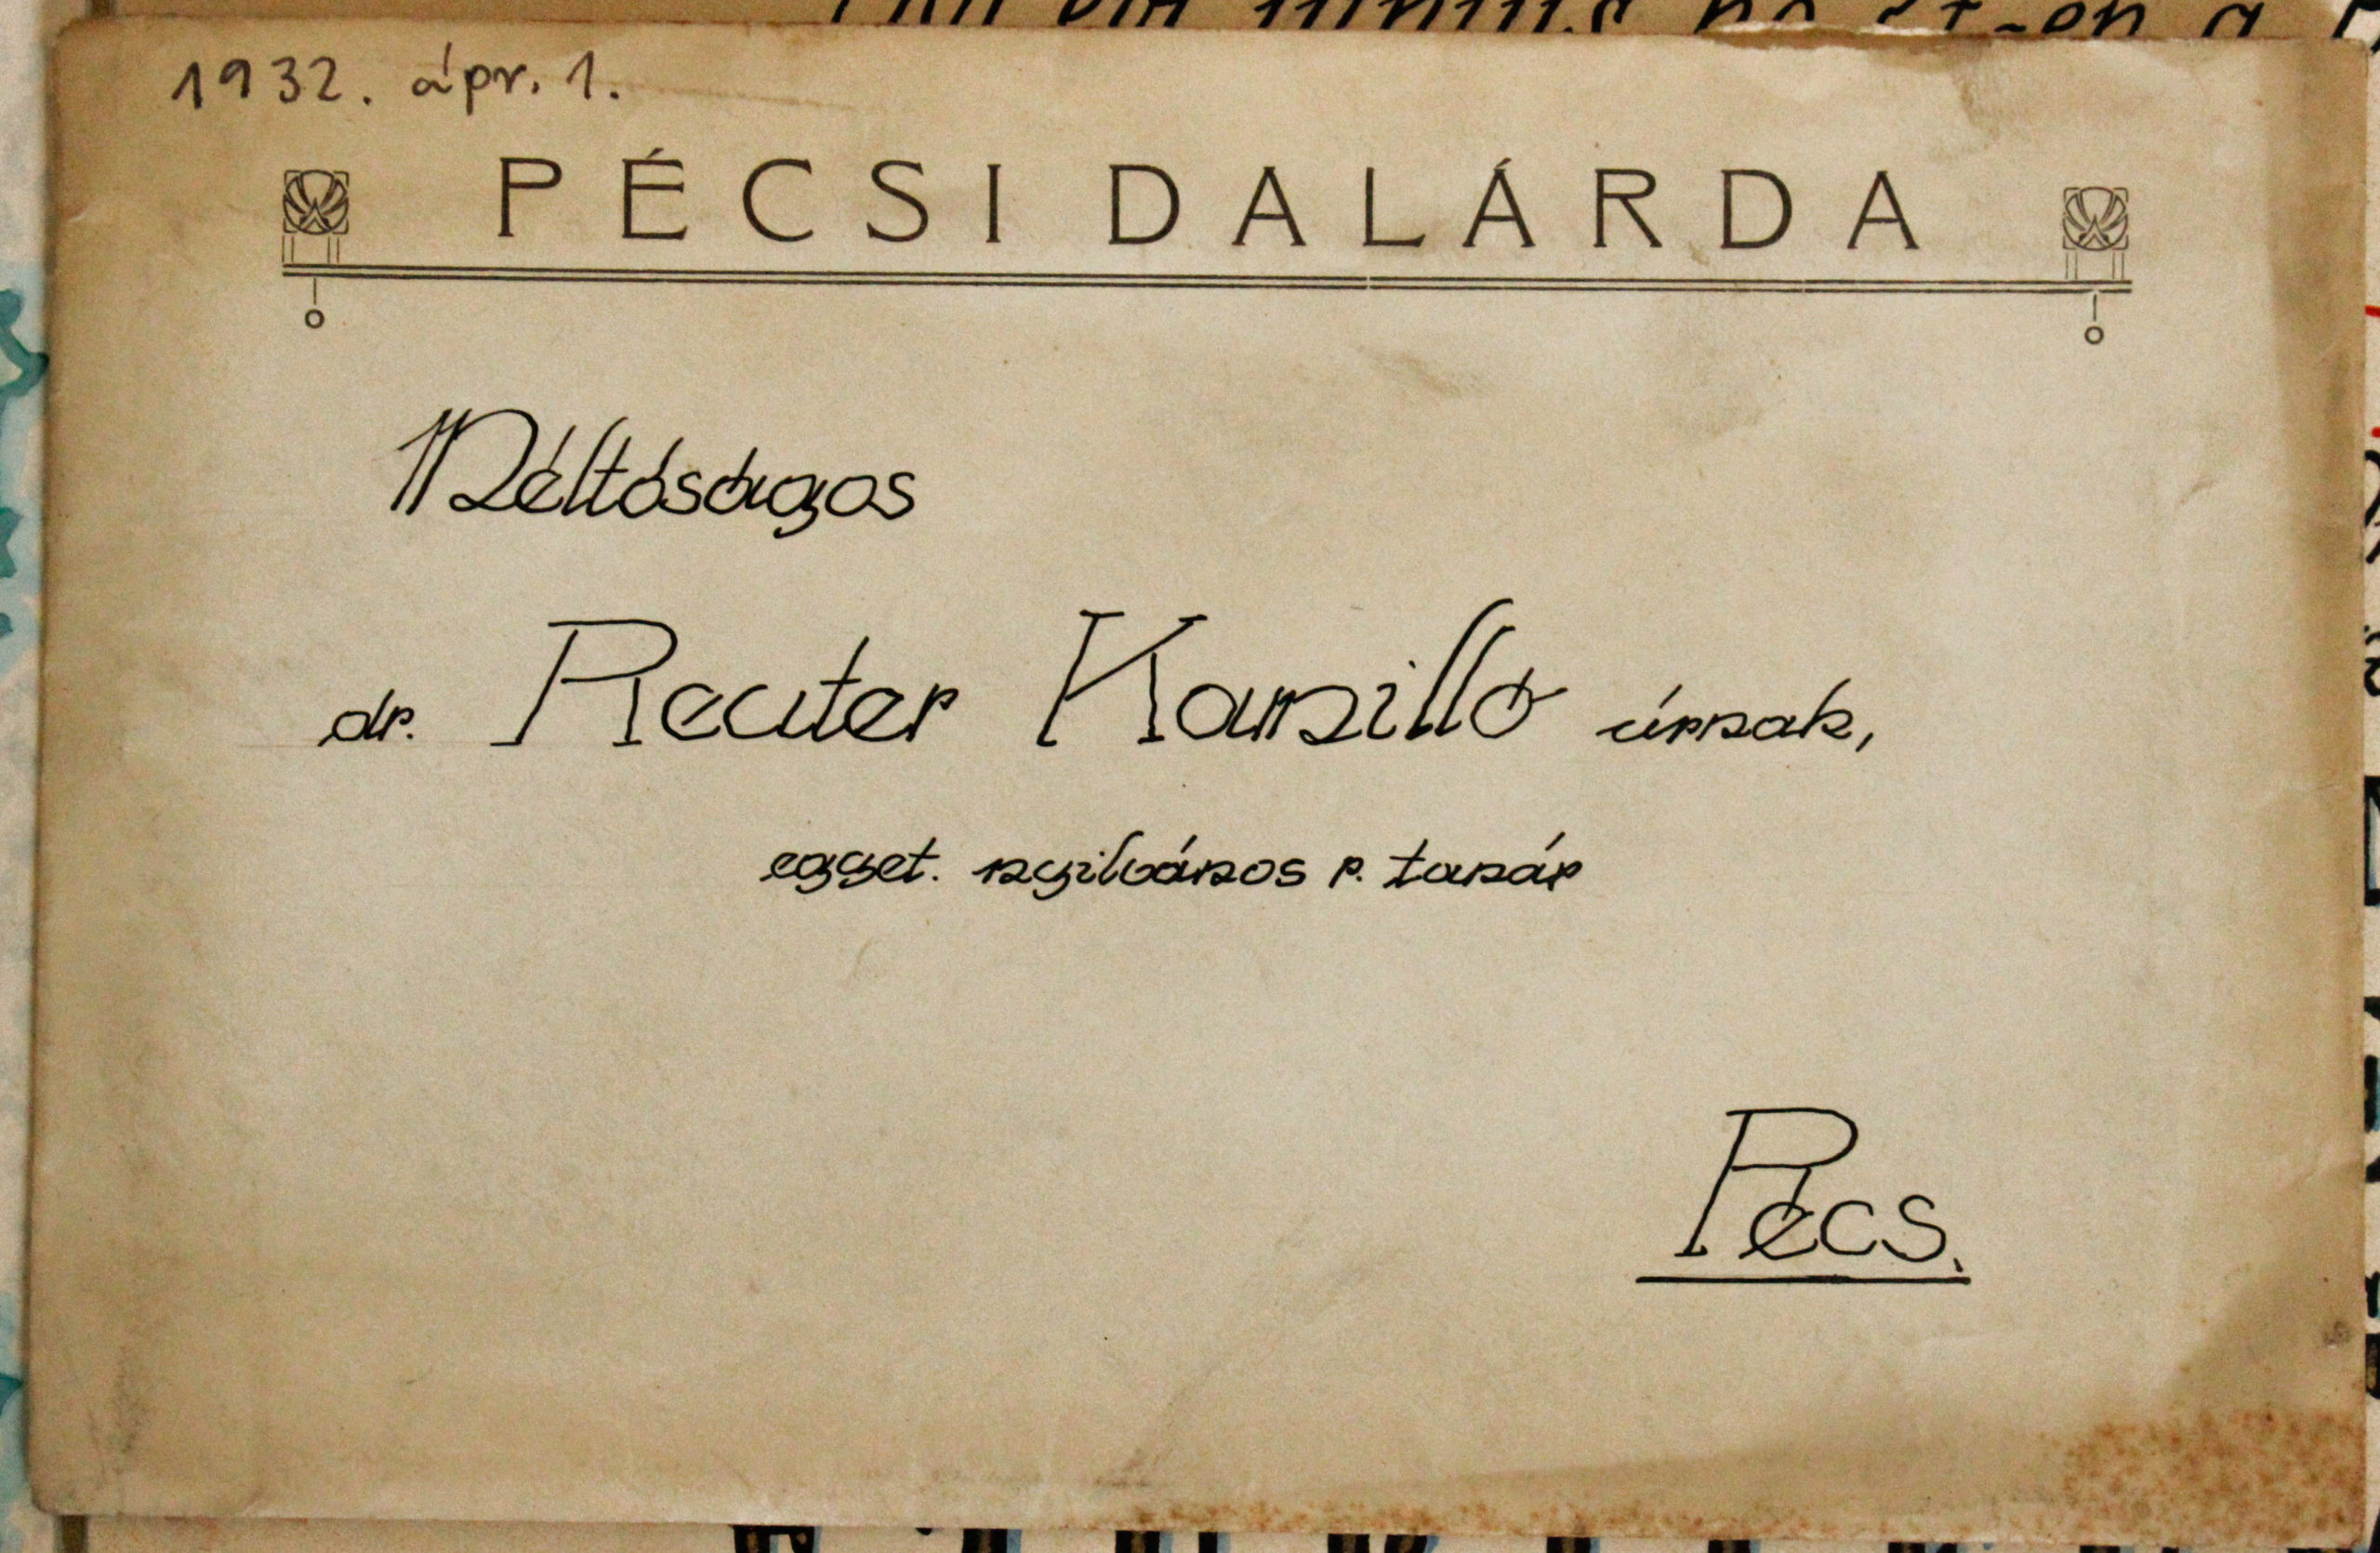 1932. ápr. 1.
PÉCSI DALÁRDA
Méltóságos
dr. Reuter Kamilló úrnak,
egyet. nyilvános r. tanár
Pécs.